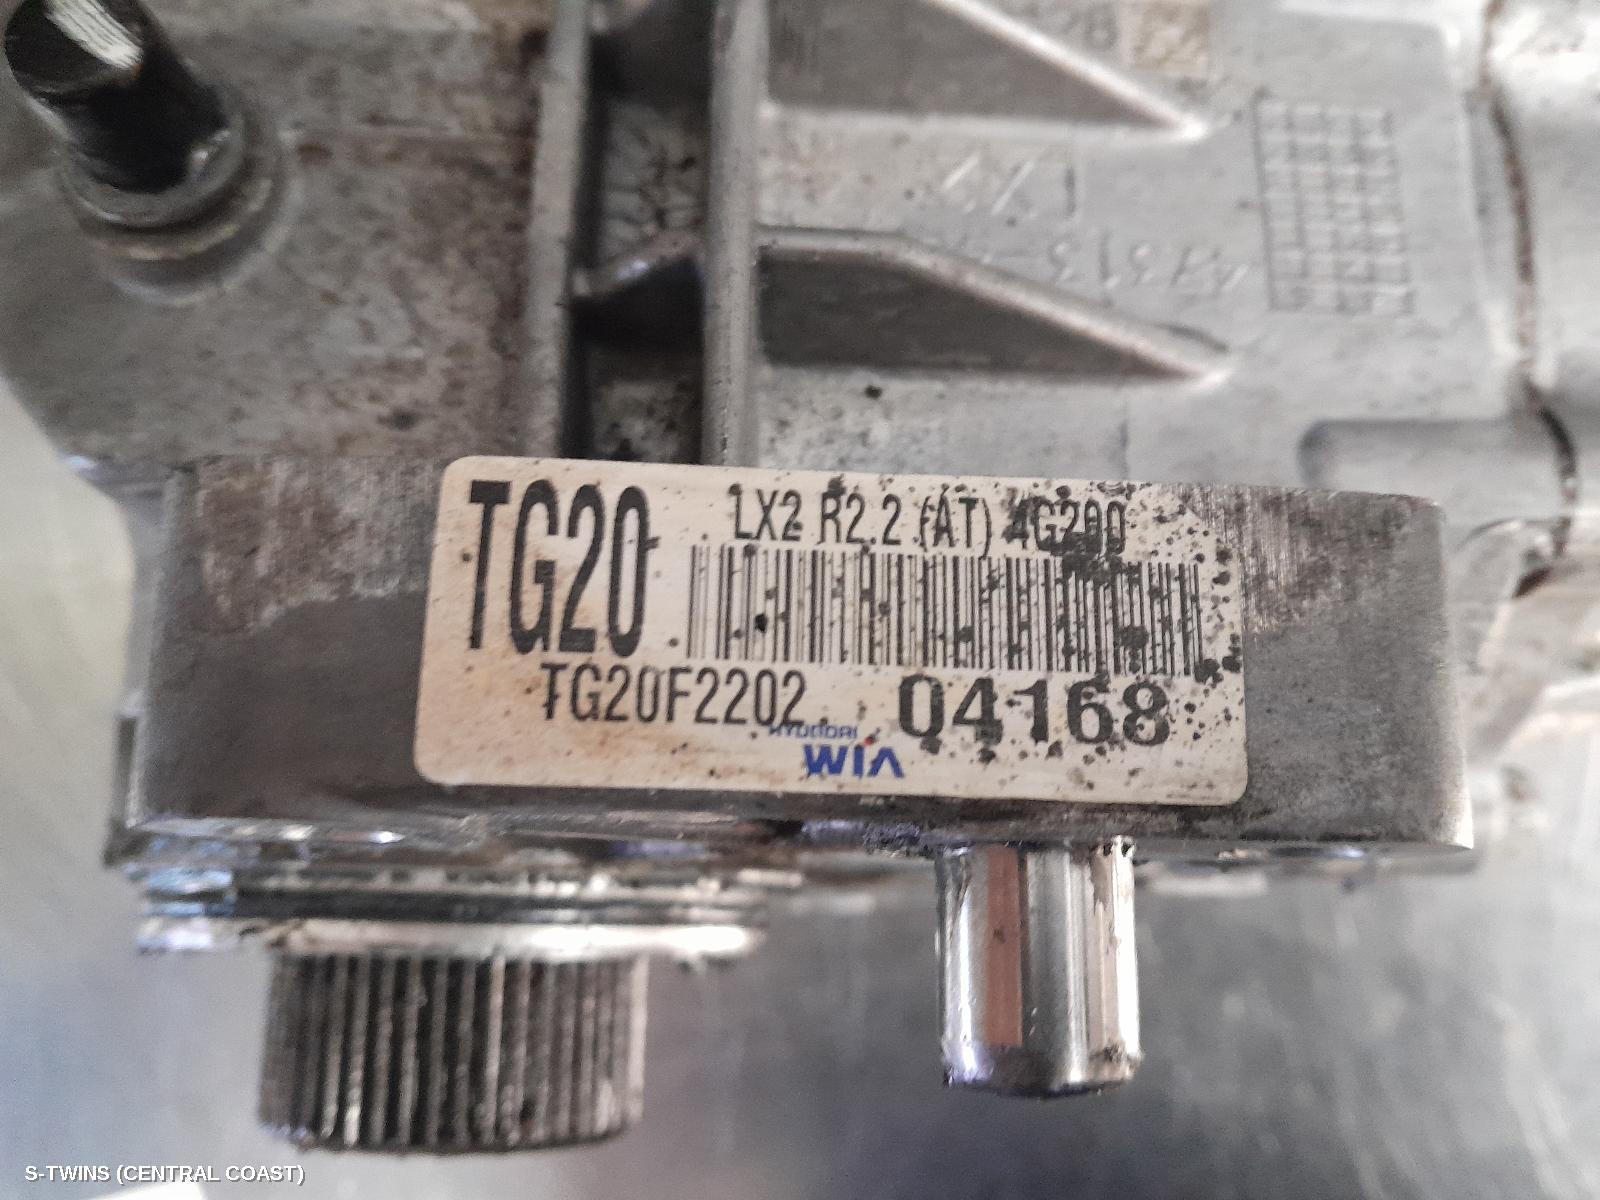 TG20
LX2 R2.2 (AT) 4G200
TG20F2202
04168
HYUNDAI
WIA
S-TWINS (CENTRAL COAST)